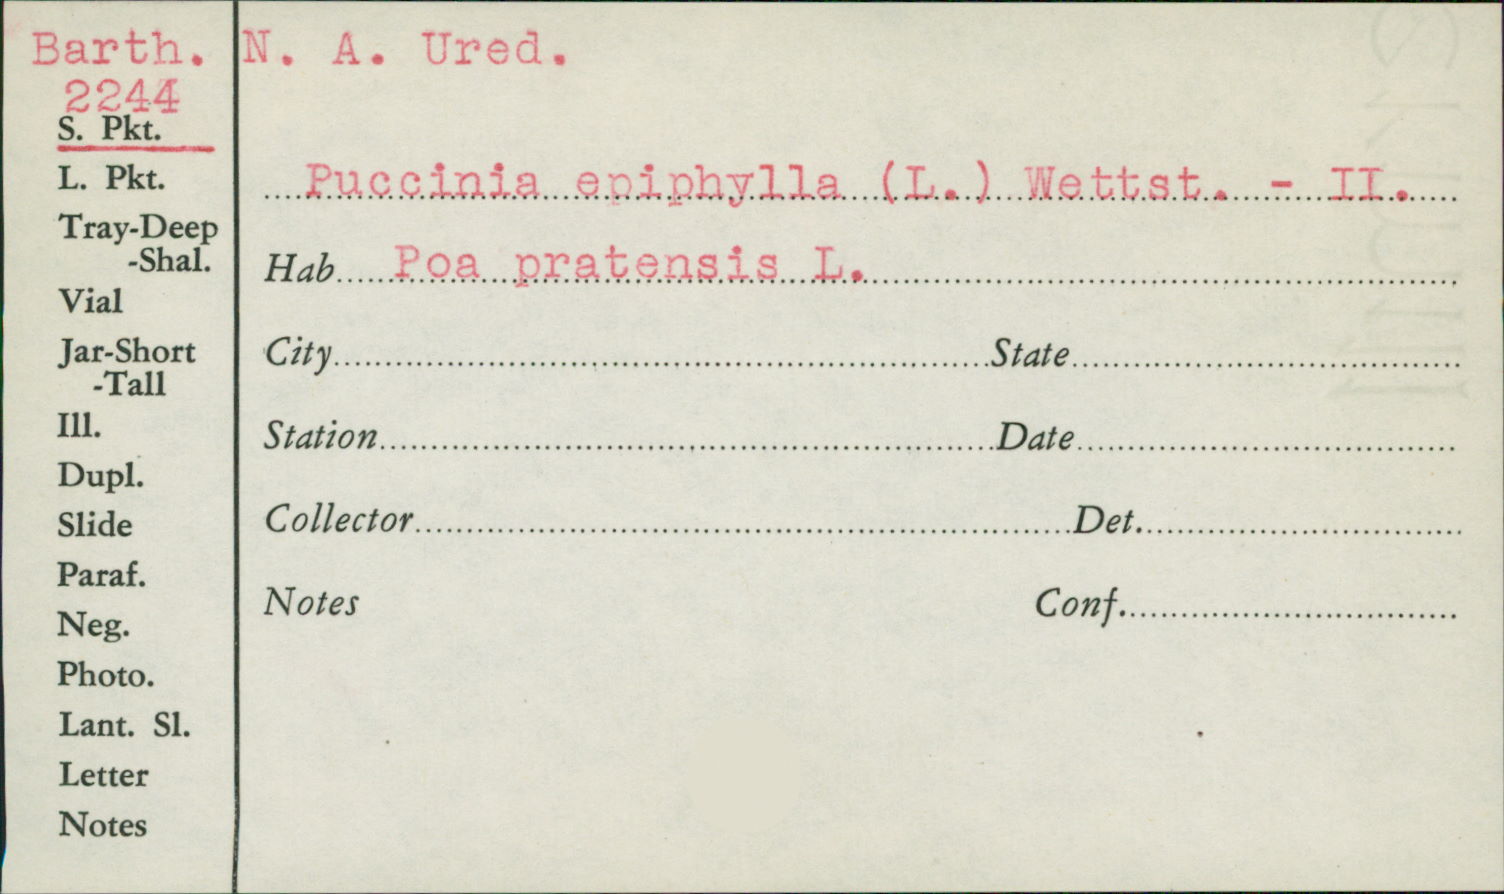 Barth. N. A. Ured.
2244
S. Pkt.
L. Pkt.
Tray-Deep
-Shal.
Vial
Jar-Short
-Tall
Ill.
Dupl.
Slide
Paraf.
Neg.
Photo.
Lant. Sl.
Letter
Notes
Puccinia epiphylla (L.) Wettst. - II.
Hab Poa pratensis L.
City State
Station Date
Collector Det.
Notes Conf.